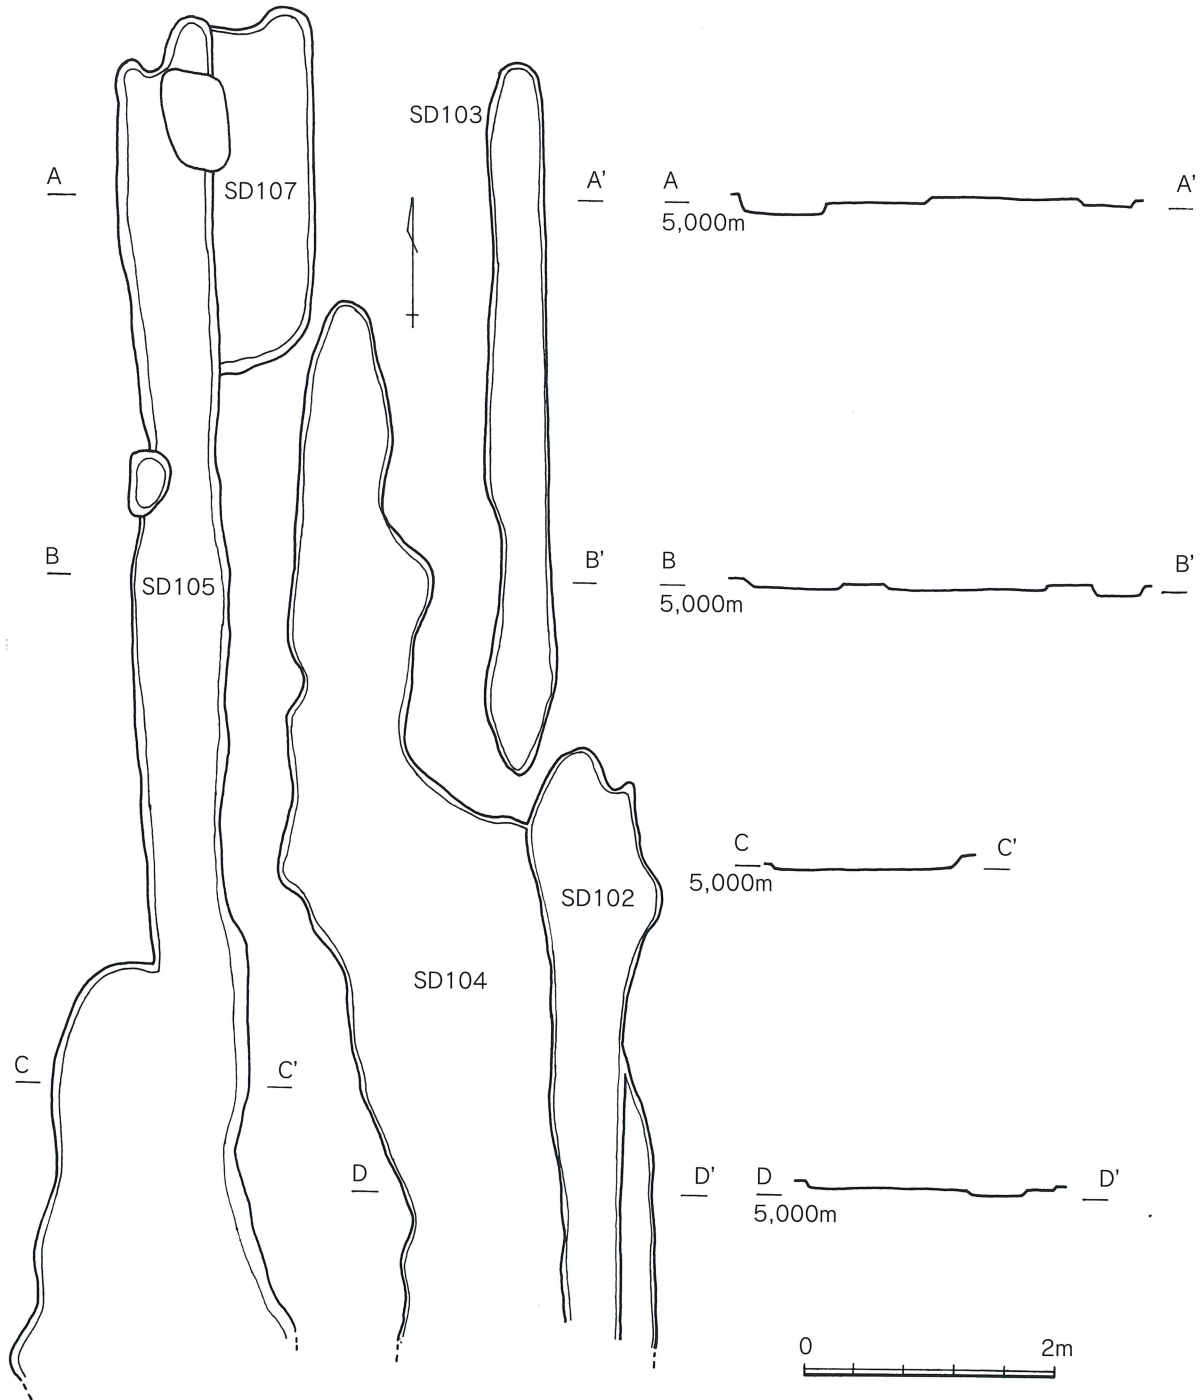 SD103
A
SD107
A'
A
A'
5,000m
B
SD105
B'
B
B'
5,000m
C
C'
5,000m
SD102
SD104
C
C'
D
D'
D
D'
5,000m
0
2m